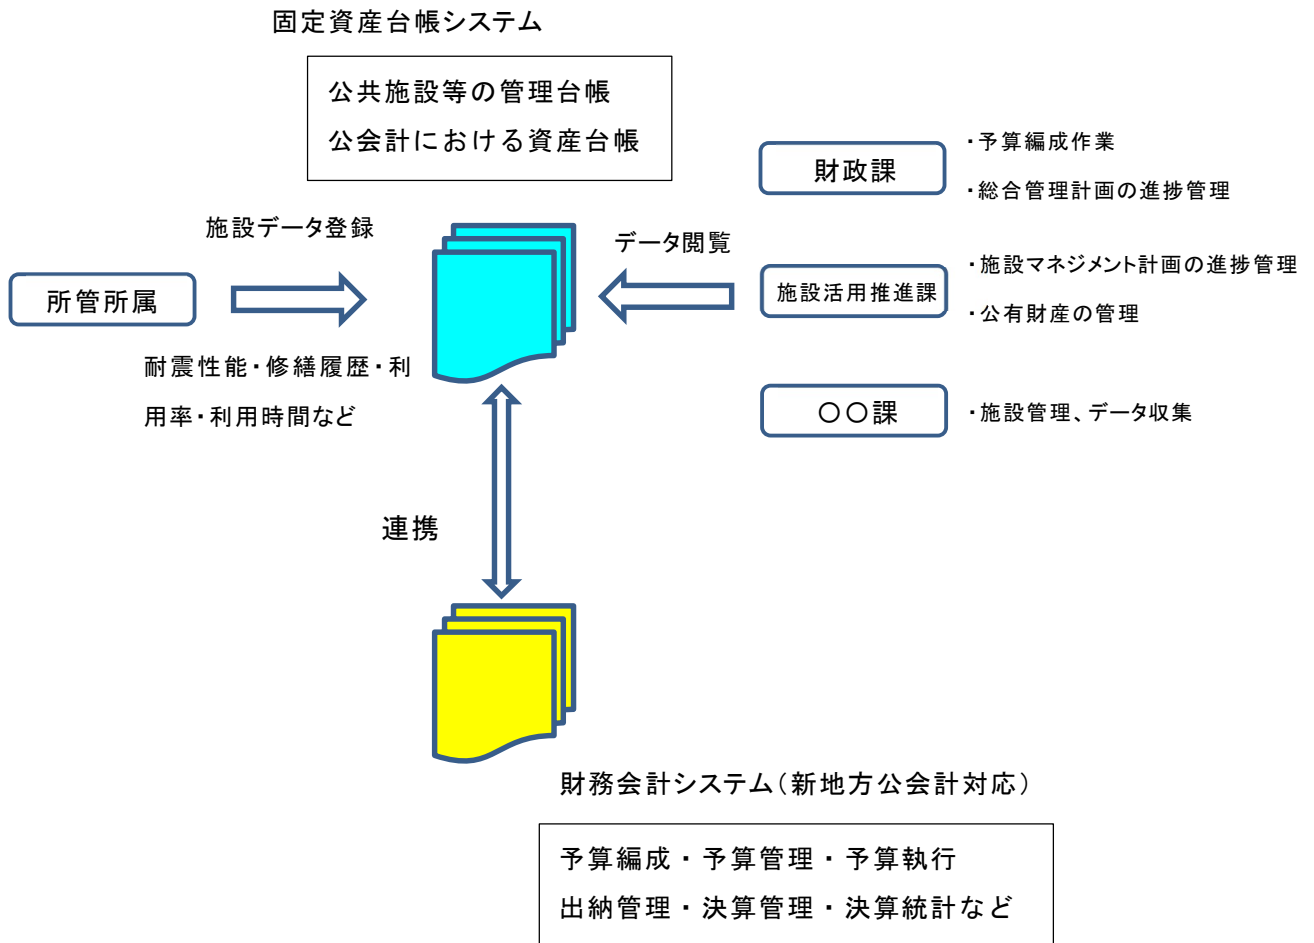 固定資産台帳システム
公共施設等の管理台帳
公会計における資産台帳
財政課
・予算編成作業
・総合管理計画の進捗管理
施設データ登録
データ閲覧
所管所属
施設活用推進課
・施設マネジメント計画の進捗管理
・公有財産の管理
耐震性能・修繕履歴・利
用率・利用時間など
〇〇課
・施設管理、データ収集
連携
財務会計システム(新地方公会計対応)
予算編成・予算管理・予算執行
出納管理・決算管理・決算統計など